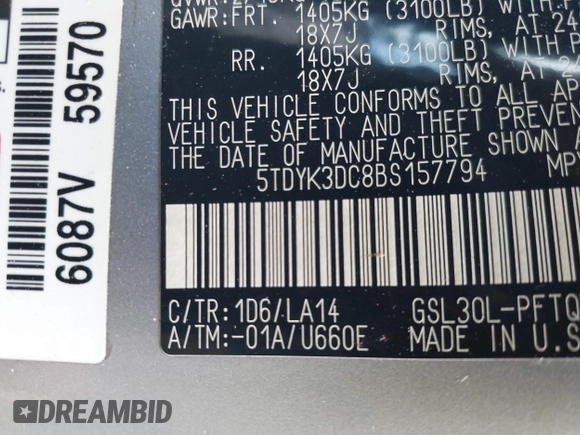 GAWR: FRT. 1405KG (3100LB) WITH
18X7J RIMS, AT 24
RR. 1405KG (3100LB) WITH
18X7J RIMS, AT 24
THIS VEHICLE CONFORMS TO ALL AP
VEHICLE SAFETY AND THEFT PREVEN
THE DATE OF MANUFACTURE SHOWN A
5TDYK3DC8BS157794 MP
C/TR: 1D6/LA14 GSL30L-PFTQ
A/TM:-01A/U660E MADE IN U.S
6087V 59570
DREAMBID